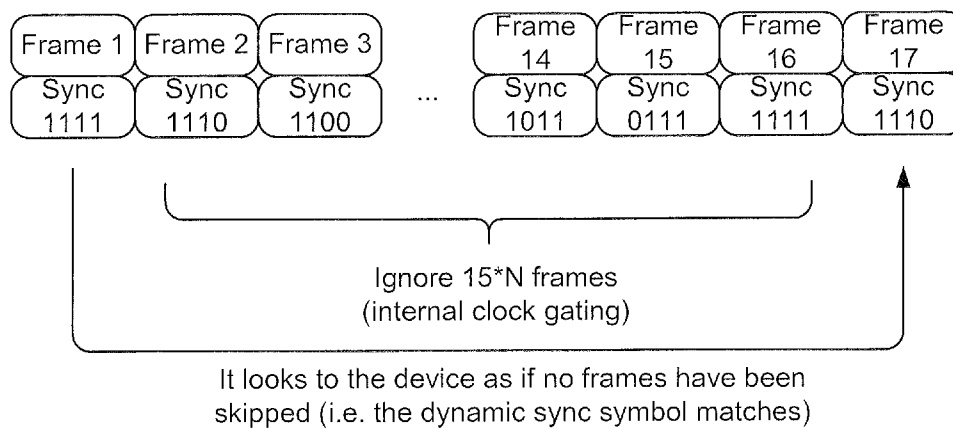 Frame 1 Frame 2 Frame 3 Frame Frame Frame Frame
14 15 16 17
Sync Sync Sync ... Sync Sync Sync Sync
1111 1110 1100 1011 0111 1111 1110
Ignore 15*N frames
(internal clock gating)
It looks to the device as if no frames have been
skipped (i.e. the dynamic sync symbol matches)